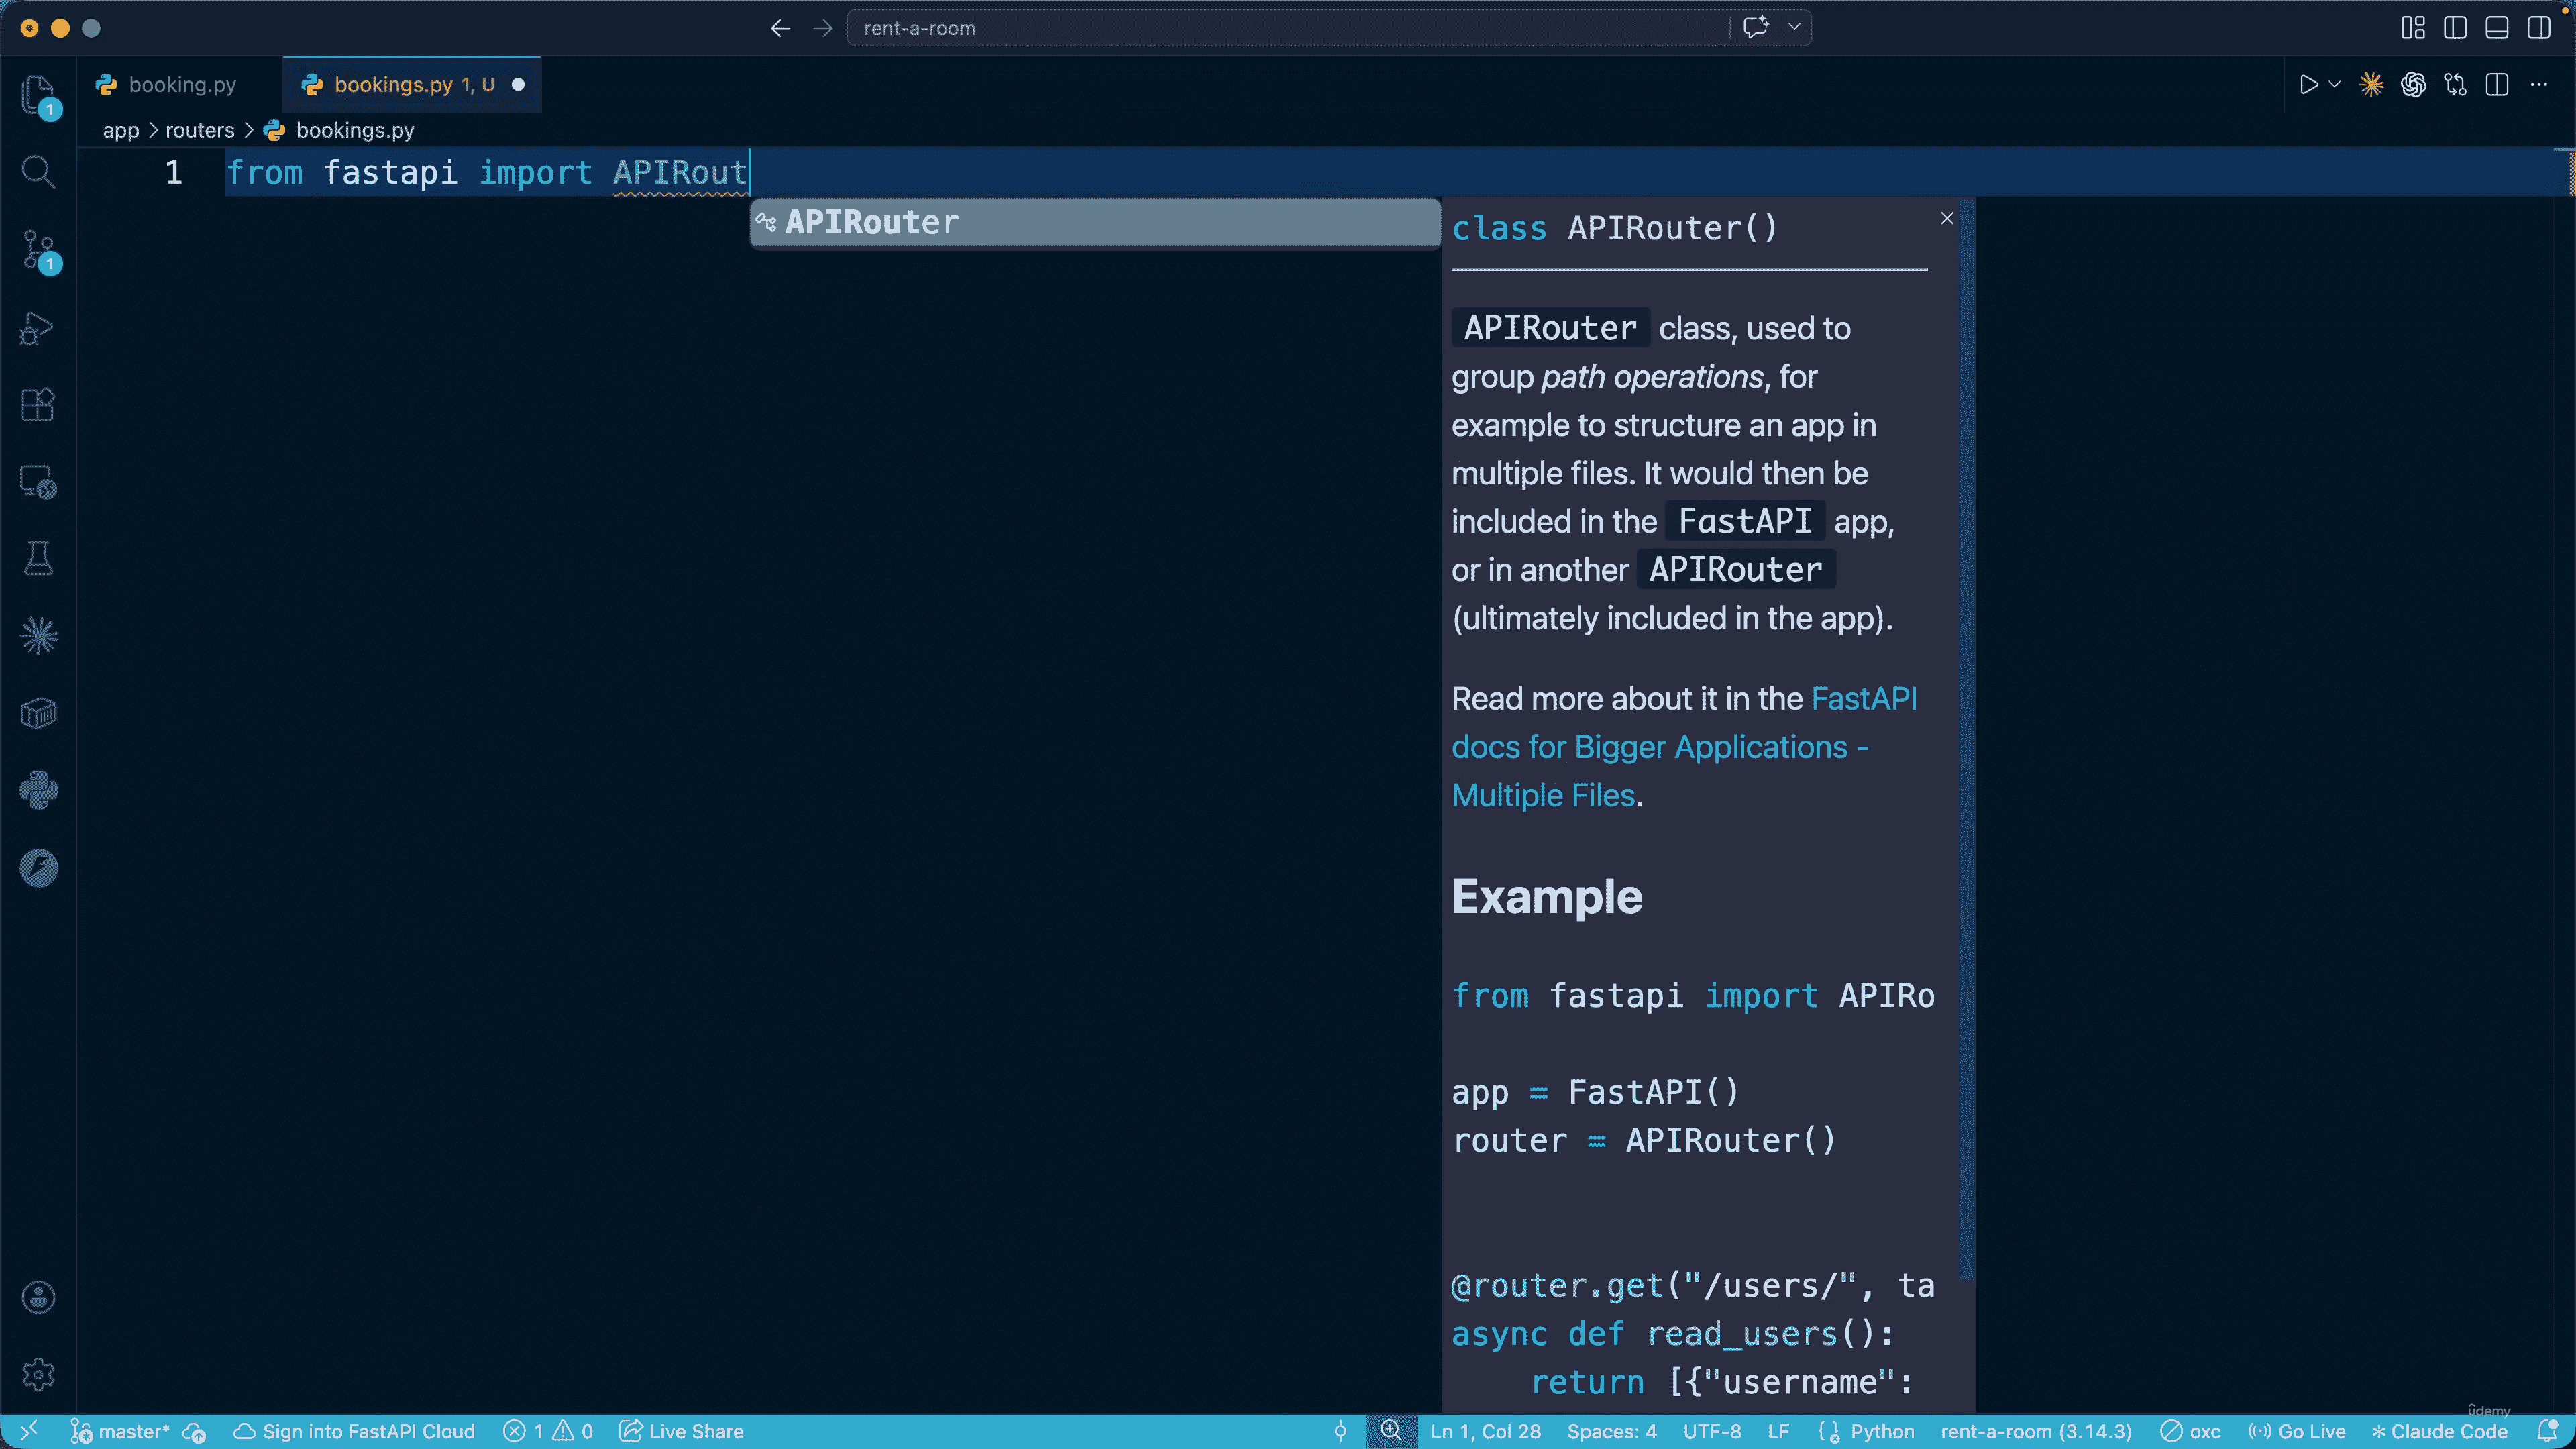 rent-a-room
booking.py
bookings.py 1, U
app > routers > bookings.py
1
1 from fastapi import APIRout
APIRouter
class APIRouter()
APIRouter class, used to
group path operations, for
example to structure an app in
multiple files. It would then be
included in the FastAPI app,
or in another APIRouter
(ultimately included in the app).
Read more about it in the FastAPI
docs for Bigger Applications -
Multiple Files.
Example
from fastapi import APIRo
app = FastAPI()
router = APIRouter()
@router.get("/users/", ta
async def read_users():
return [{"username":
1
udemy
master* Sign into FastAPI Cloud 1 0 Live Share Ln 1, Col 28 Spaces: 4 UTF-8 LF Python rent-a-room (3.14.3) oxc Go Live Claude Code